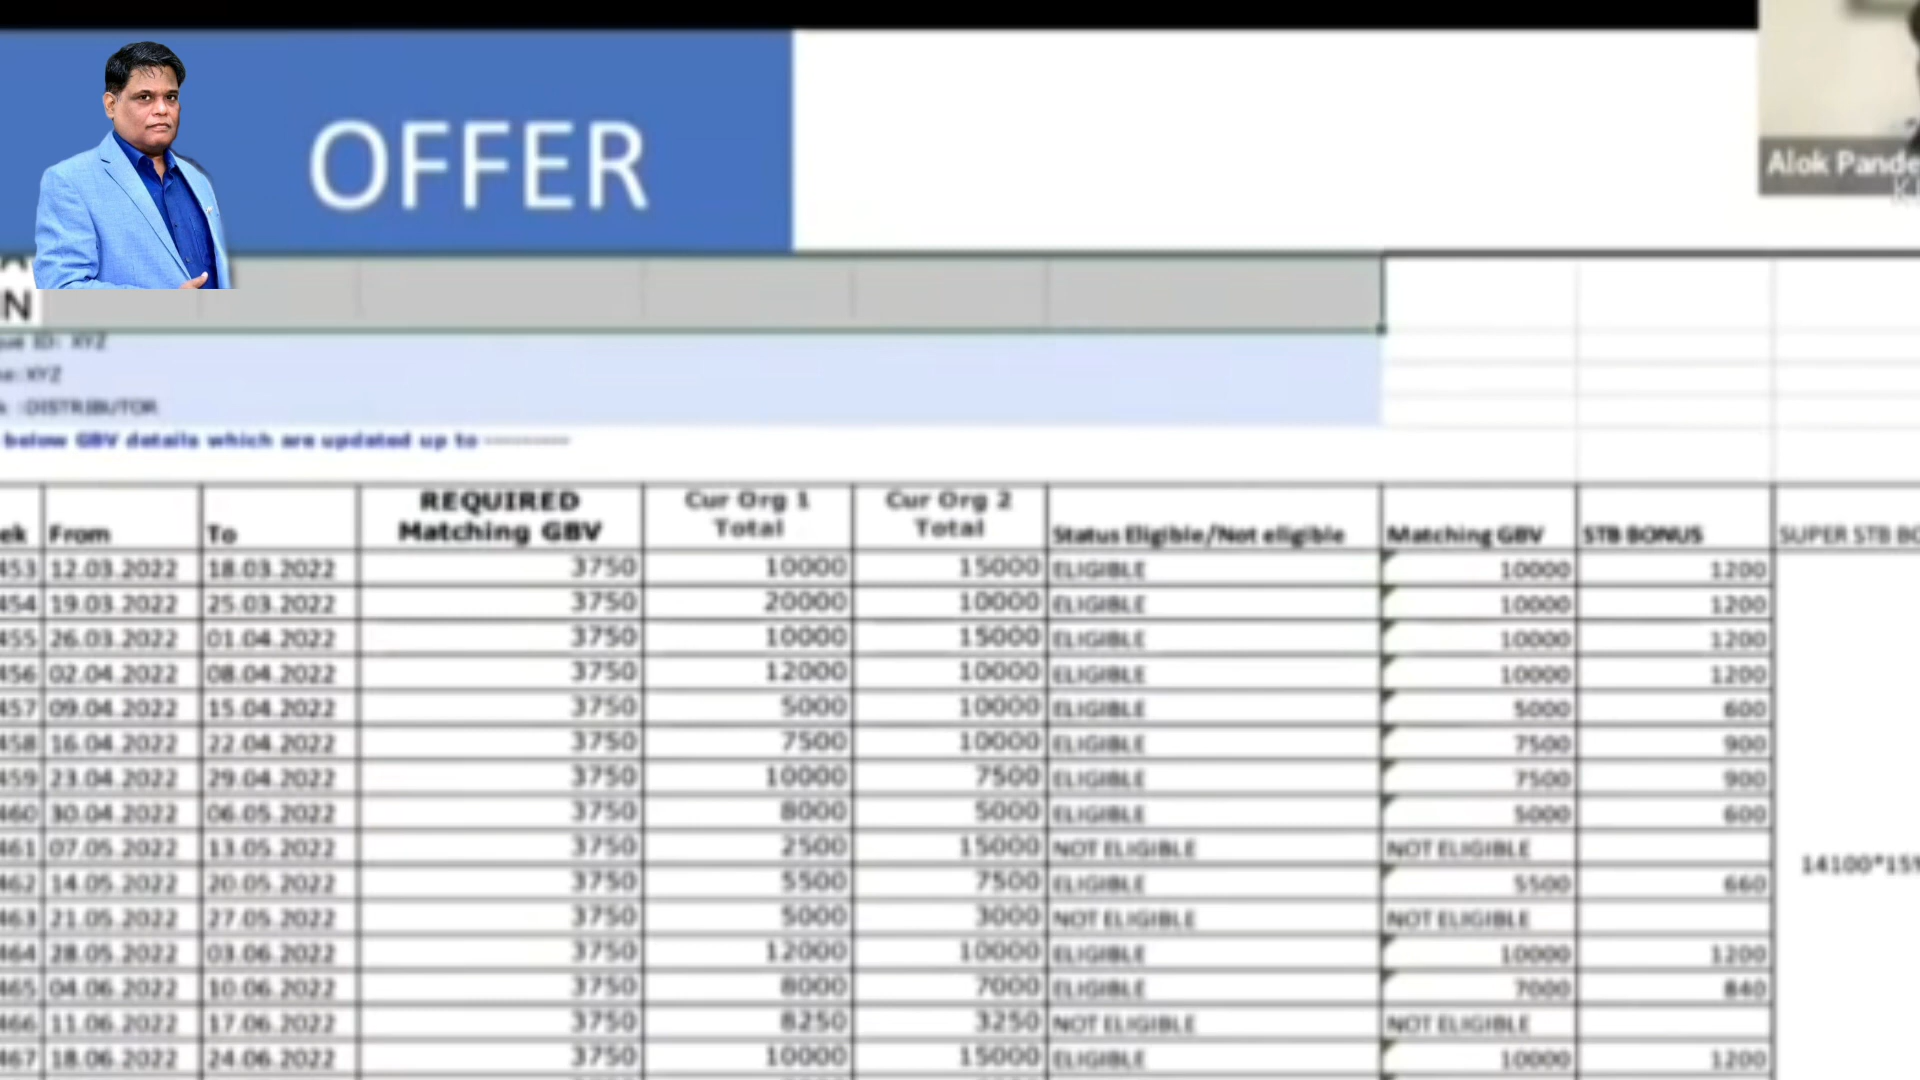 OFFER
Alok Pande
N
ID: XYZ
XYZ
:DISTRIBUTOR
below GBV details which are updated up to ---------
ek From To REQUIRED Matching GBV Cur Org 1 Total Cur Org 2 Total Status Eligible/Not eligible Matching GBV STB BONUS SUPER STB BO
453 12.03.2022 18.03.2022 3750 10000 15000 ELIGIBLE 10000 1200
454 19.03.2022 25.03.2022 3750 20000 10000 ELIGIBLE 10000 1200
455 26.03.2022 01.04.2022 3750 10000 15000 ELIGIBLE 10000 1200
456 02.04.2022 08.04.2022 3750 12000 10000 ELIGIBLE 10000 1200
457 09.04.2022 15.04.2022 3750 5000 10000 ELIGIBLE 5000 600
458 16.04.2022 22.04.2022 3750 7500 10000 ELIGIBLE 7500 900
459 23.04.2022 29.04.2022 3750 10000 7500 ELIGIBLE 7500 900
460 30.04.2022 06.05.2022 3750 8000 5000 ELIGIBLE 5000 600
461 07.05.2022 13.05.2022 3750 2500 15000 NOT ELIGIBLE NOT ELIGIBLE
14100*15%
462 14.05.2022 20.05.2022 3750 5500 7500 ELIGIBLE 5500 660
463 21.05.2022 27.05.2022 3750 5000 3000 NOT ELIGIBLE NOT ELIGIBLE
464 28.05.2022 03.06.2022 3750 12000 10000 ELIGIBLE 10000 1200
465 04.06.2022 10.06.2022 3750 8000 7000 ELIGIBLE 7000 840
466 11.06.2022 17.06.2022 3750 8250 3250 NOT ELIGIBLE NOT ELIGIBLE
467 18.06.2022 24.06.2022 3750 10000 15000 ELIGIBLE 10000 1200